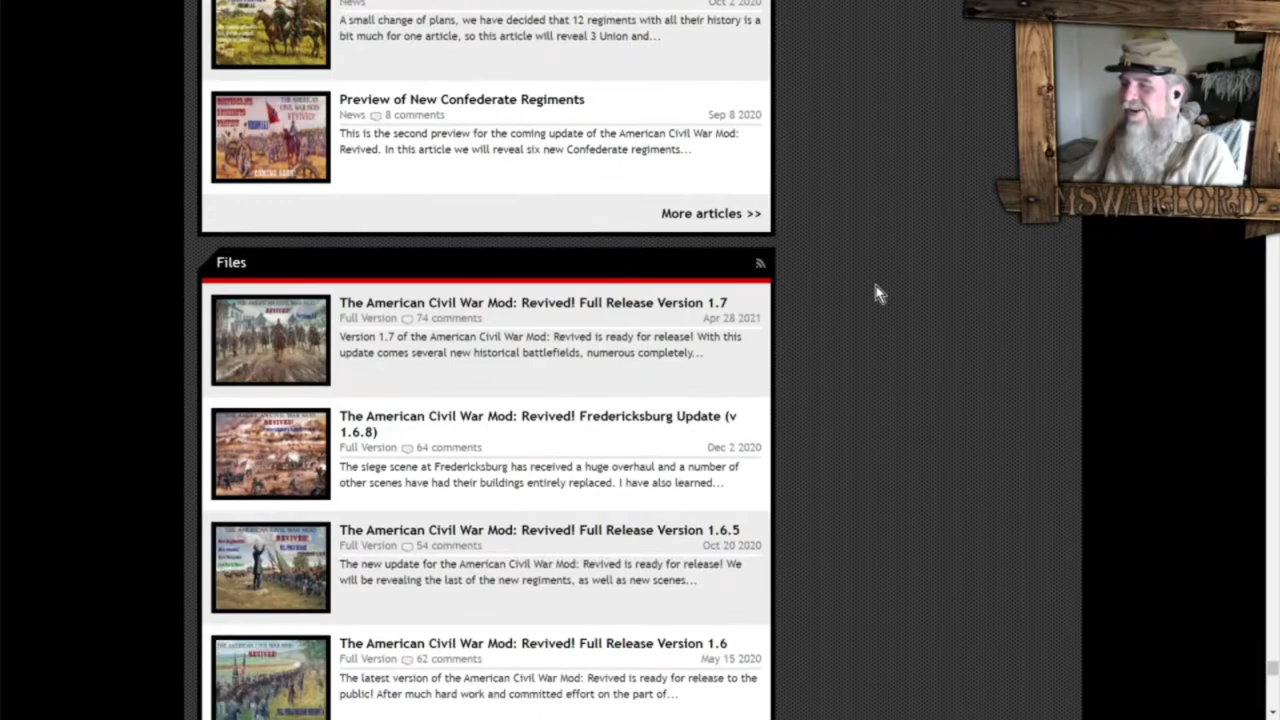 News
Oct 2 2020
A small change of plans, we have decided that 12 regiments with all their history is a
bit much for one article, so this article will reveal 3 Union and...
Preview of New Confederate Regiments
News 8 comments
Sep 8 2020
This is the second preview for the coming update of the American Civil War Mod:
Revived. In this article we will reveal six new Confederate regiments...
More articles >>
Files
The American Civil War Mod: Revived! Full Release Version 1.7
Full Version 74 comments
Apr 28 2021
Version 1.7 of the American Civil War Mod: Revived is ready for release! With this
update comes several new historical battlefields, numerous completely...
The American Civil War Mod: Revived! Fredericksburg Update (v
1.6.8)
Full Version 64 comments
Dec 2 2020
The siege scene at Fredericksburg has received a huge overhaul and a number of
other scenes have had their buildings entirely replaced. I have also learned...
The American Civil War Mod: Revived! Full Release Version 1.6.5
Full Version 54 comments
Oct 20 2020
The new update for the American Civil War Mod: Revived is ready for release! We
will be revealing the last of the new regiments, as well as new scenes...
The American Civil War Mod: Revived! Full Release Version 1.6
Full Version 62 comments
May 15 2020
The latest version of the American Civil War Mod: Revived is ready for release to the
public! After much hard work and committed effort on the part of...
MSWARLORD